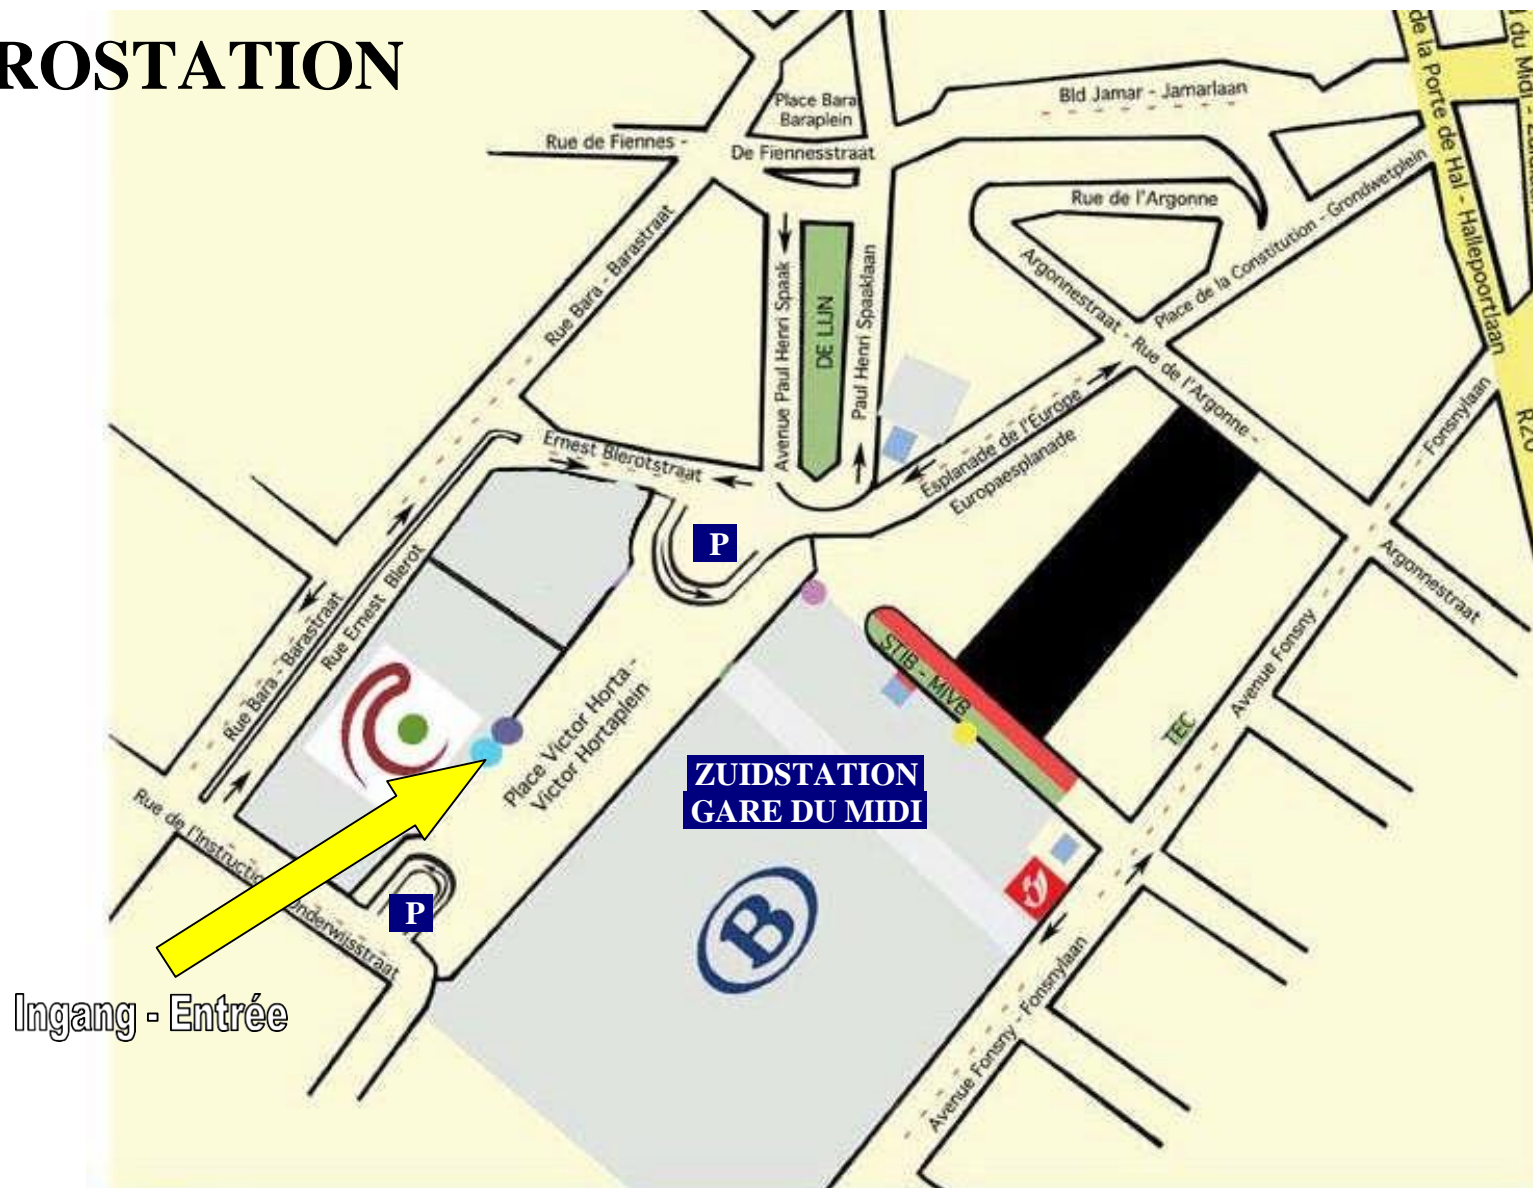 ROSTATION
de la Porte de Hal - Hallepoortlaan
du Midi -
Place Bara
Baraplein
Bld Jamar - Jamarlaan
Rue de Fiennes -
De Fiennesstraat
Rue de l'Argonne
Place de la Constitution - Grondwetplein
Rue Bara - Barastraat
Avenue Paul Henri Spaak
DE LIJN
Paul Henri Spaaklaan
Argonnestraat - Rue de l'Argonne -
Fonsnylaan
R20
Ernest Blerotstraat
Esplanade de l'Europe
Europaesplanade
P
Argonnestraat
Rue Ernest Blerot
Rue Bara - Barastraat
STIB - MIVB
Avenue Fonsny
TEC
Place Victor Horta -
Victor Hortaplein
ZUIDSTATION
GARE DU MIDI
Rue de l'Instruction
Onderwijsstraat
P
B
Avenue Fonsny - Fonsnylaan
Ingang - Entrée